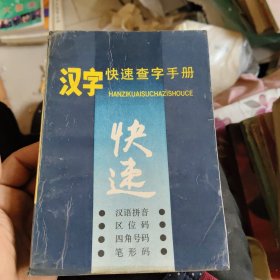 汉字快速查字手册
HANZIKUAISUCHAZISHOUCE
快速
● 汉语拼音 ●
● 区位码 ●
● 四角号码 ●
● 笔形码 ●